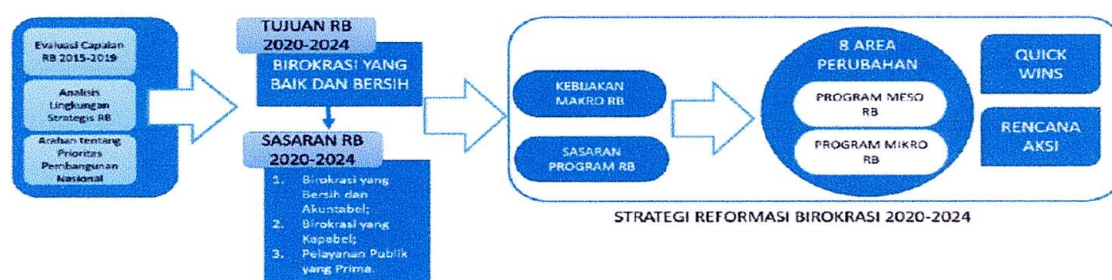 Evaluasi Capaian
RB 2015-2019
Analisis
Lingkungan
Strategis RB
Arahan tentang
Prioritas
Pembangunan
Nasional
TUJUAN RB
2020-2024
BIROKRASI YANG
BAIK DAN BERSIH
SASARAN RB
2020-2024
1. Birokrasi yang
Bersih dan
Akuntabel;
2. Birokrasi yang
Kapabel;
3. Pelayanan Publik
yang Prima.
KEBIJAKAN
MAKRO RB
SASARAN
PROGRAM RB
8 AREA
PERUBAHAN
PROGRAM MESO
RB
PROGRAM MIKRO
RB
QUICK
WINS
RENCANA
AKSI
STRATEGI REFORMASI BIROKRASI 2020-2024